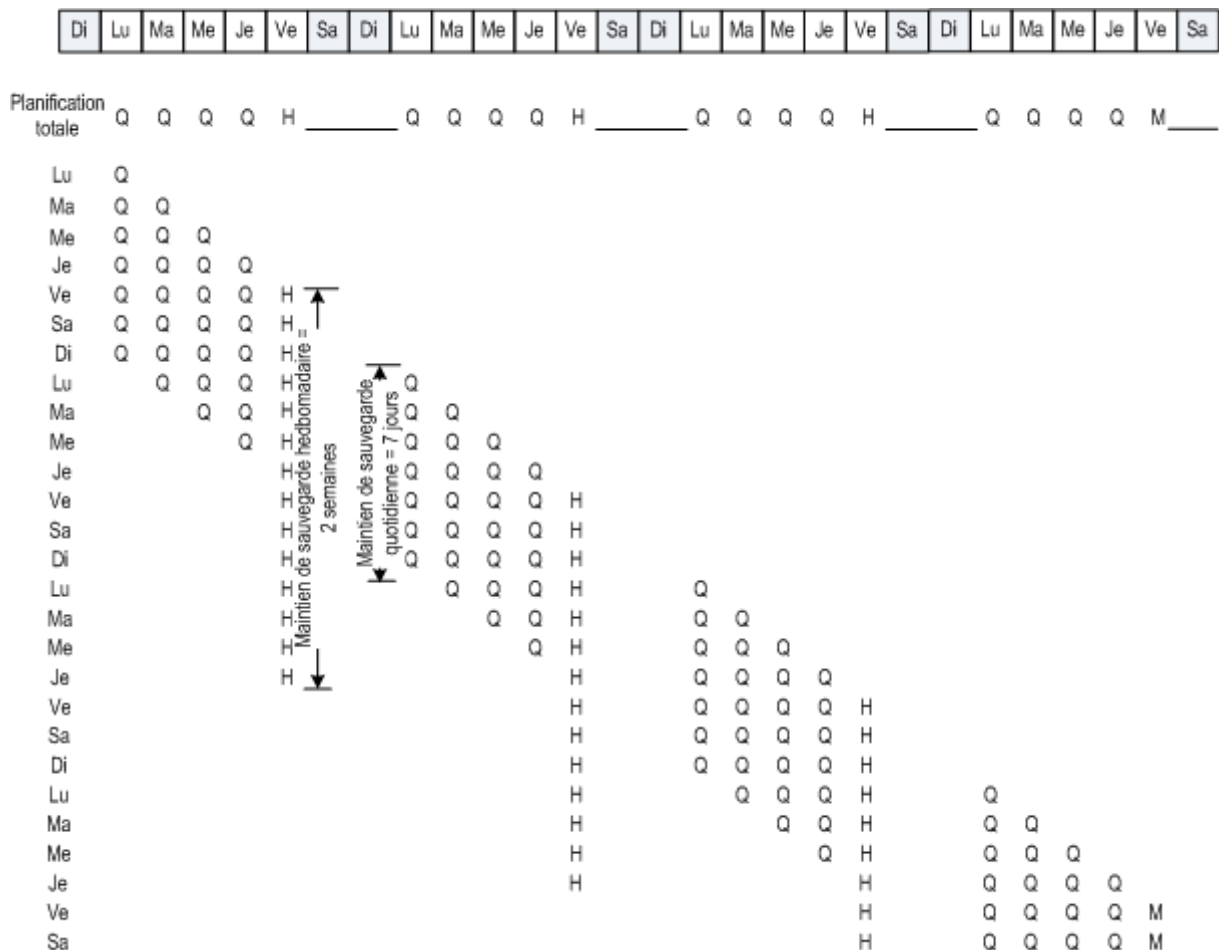 Di Lu Ma Me Je Ve Sa Di Lu Ma Me Je Ve Sa Di Lu Ma Me Je Ve Sa Di Lu Ma Me Je Ve Sa
Planification
totale
Q Q Q Q H Q Q Q Q H Q Q Q Q H Q Q Q Q M
Lu Q
Ma Q Q
Me Q Q Q
Je Q Q Q Q
Ve Q Q Q Q H
Sa Q Q Q Q H
Di Q Q Q Q H
Lu Q Q Q H Q
Ma Q Q H Q Q
Me Q H Q Q Q
Je H Q Q Q Q
Ve H Q Q Q Q H
Sa H Q Q Q Q H
Di H Q Q Q Q H
Lu H Q Q Q H Q
Ma H Q Q H Q Q
Me H Q H Q Q Q
Je H H Q Q Q Q
Ve H Q Q Q Q H
Sa H Q Q Q Q H
Di H Q Q Q Q H
Lu H Q Q Q H Q
Ma H Q Q H Q Q
Me H Q H Q Q Q
Je H H Q Q Q Q
Ve H Q Q Q Q M
Sa H Q Q Q Q M
Maintien de sauvegarde hedbomadaire =
2 semaines
Maintien de sauvegarde
quotidienne = 7 jours